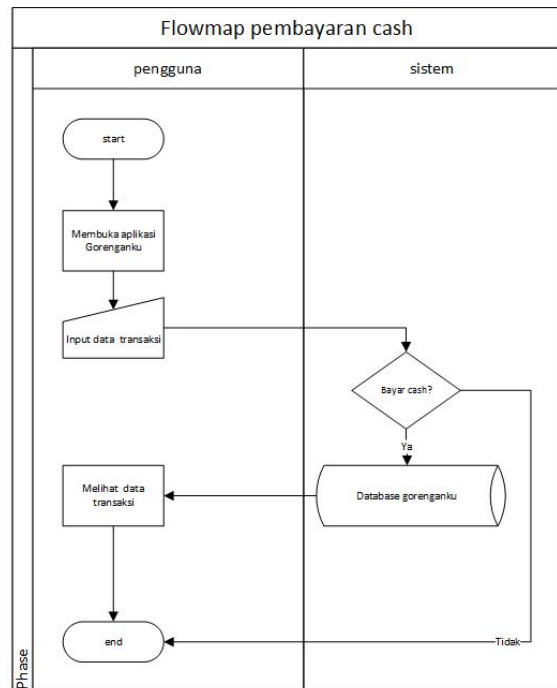 Flowmap pembayaran cash
pengguna
sistem
start
Membuka aplikasi
Gorenganku
Input data transaksi
Bayar cash?
Ya
Database gorenganku
Melihat data
transaksi
end
Tidak
Phase